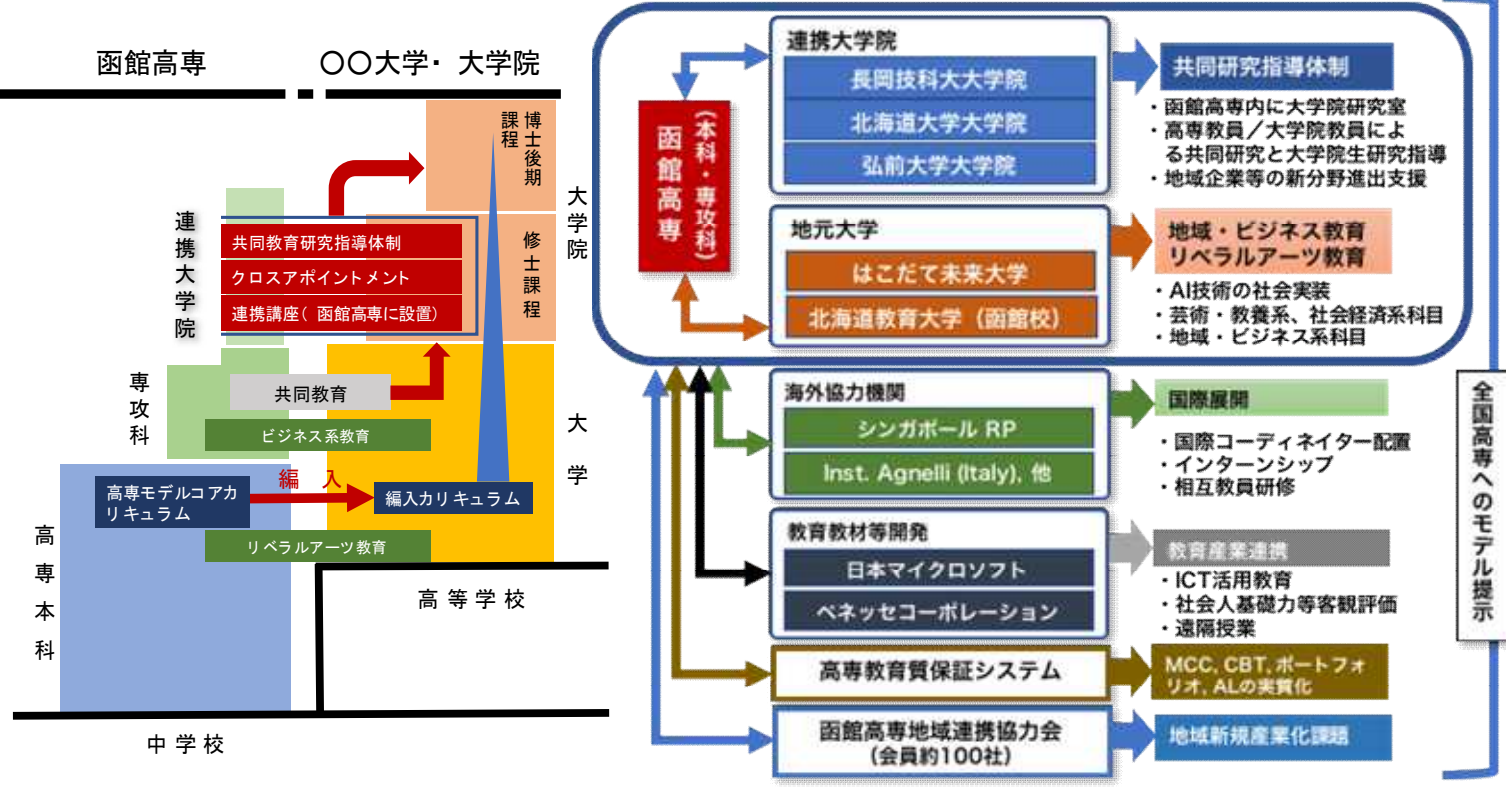 函館高専
〇〇大学・ 大学院
博士後期
課程
大学院
連携大学院
共同教育研究指導体制
クロスアポイントメント
連携講座( 函館高専に設置)
修士課程
専攻科
共同教育
ビジネス系教育
大学
編 入
高専モデルコアカ
リキュラム
編入カリキュラム
リベラルアーツ教育
高専本科
高等学校
中学校
函館高専
(本科・専攻科)
連携大学院
長岡技科大大学院
北海道大学大学院
弘前大学大学院
共同研究指導体制
・函館高専内に大学院研究室
・高専教員／大学院教員によ
る共同研究と大学院生研究指導
・地域企業等の新分野進出支援
地元大学
はこだて未来大学
北海道教育大学（函館校）
地域・ビジネス教育
リベラルアーツ教育
・AI技術の社会実装
・芸術・教養系、社会経済系科目
・地域・ビジネス系科目
海外協力機関
シンガポール RP
Inst. Agnelli (Italy), 他
国際展開
・国際コーディネイター配置
・インターンシップ
・相互教員研修
教育教材等開発
日本マイクロソフト
ベネッセコーポレーション
教育産業連携
・ICT活用教育
・社会人基礎力等客観評価
・遠隔授業
高専教育質保証システム
MCC, CBT, ポートフォ
リオ, ALの実質化
函館高専地域連携協力会
(会員約100社)
地域新規産業化課題
全国高専へのモデル提示